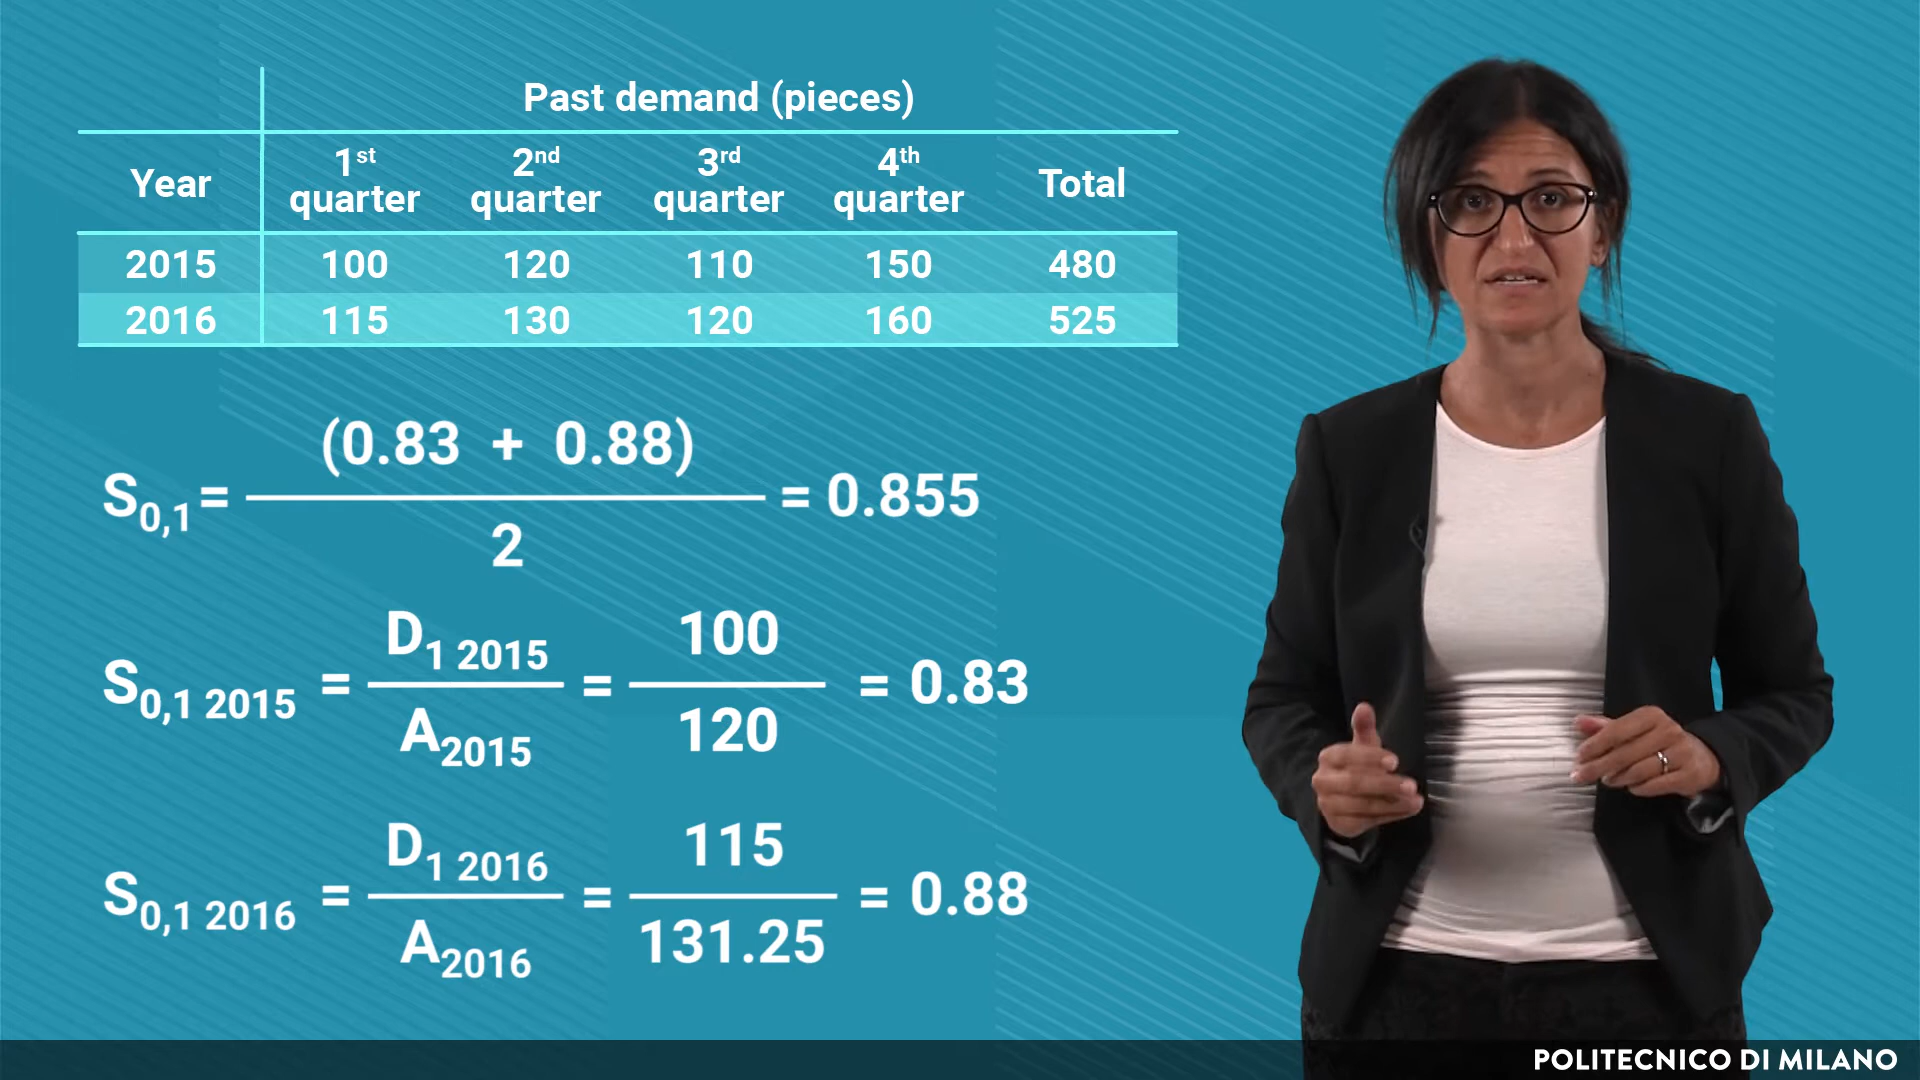 Past demand (pieces)
Year 1st quarter 2nd quarter 3rd quarter 4th quarter Total
2015 100 120 110 150 480
2016 115 130 120 160 525
S0,1 = (0.83 + 0.88) / 2 = 0.855
S0,1 2015 = D1 2015 / A2015 = 100 / 120 = 0.83
S0,1 2016 = D1 2016 / A2016 = 115 / 131.25 = 0.88
POLITECNICO DI MILANO